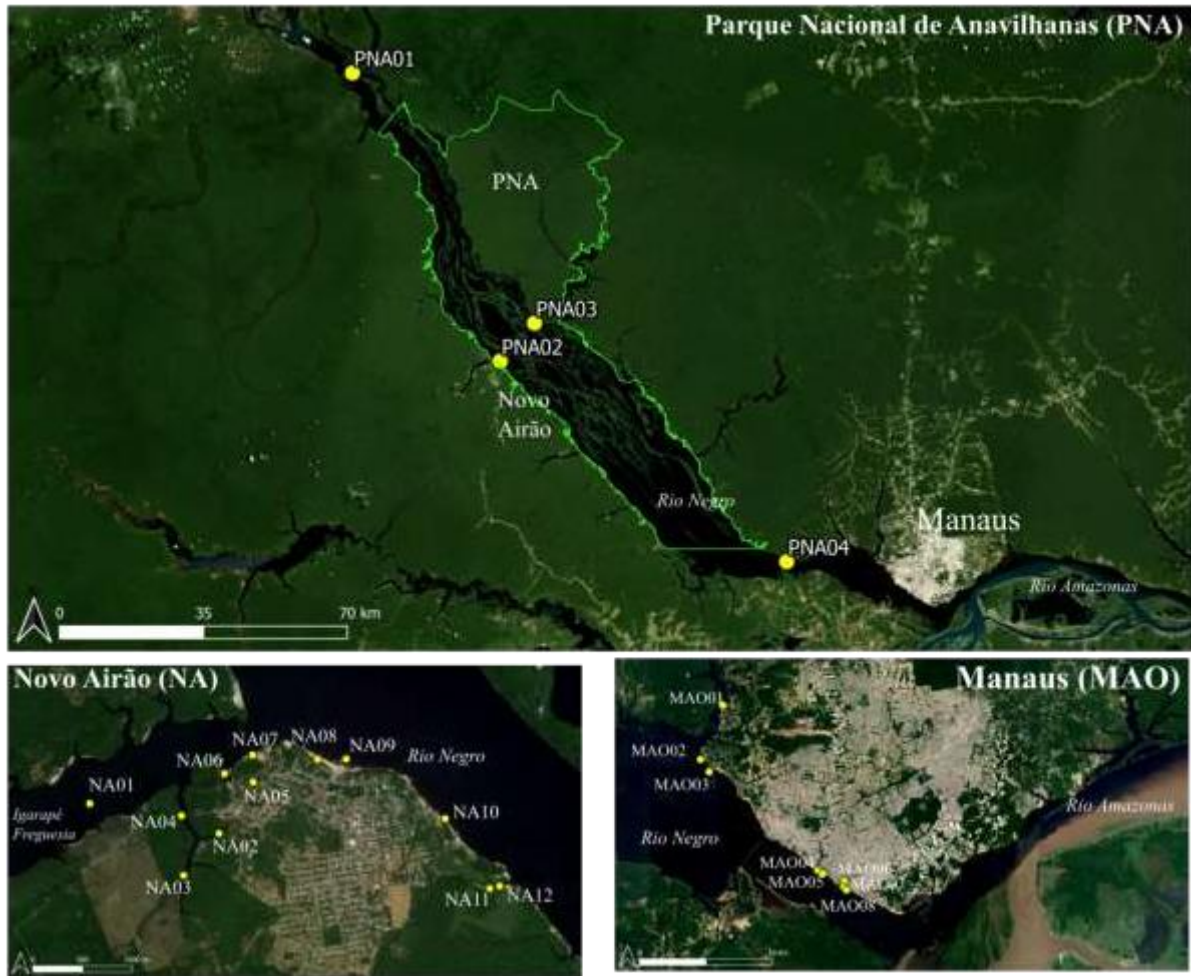 Parque Nacional de Anavilhanas (PNA)
PNA01
PNA
PNA03
PNA02
Novo
Airão
Rio Negro
Manaus
PNA04
Rio Amazonas
0 35 70 km
Novo Airão (NA)
NA08
NA07
NA09
Rio Negro
NA06
NA01
NA05
Igarapé
Freguesia
NA04
NA10
NA02
NA03
NA11
NA12
Manaus (MAO)
MAO01
MAO02
MAO03
Rio Amazonas
Rio Negro
MAO04
MAO05
MAO08